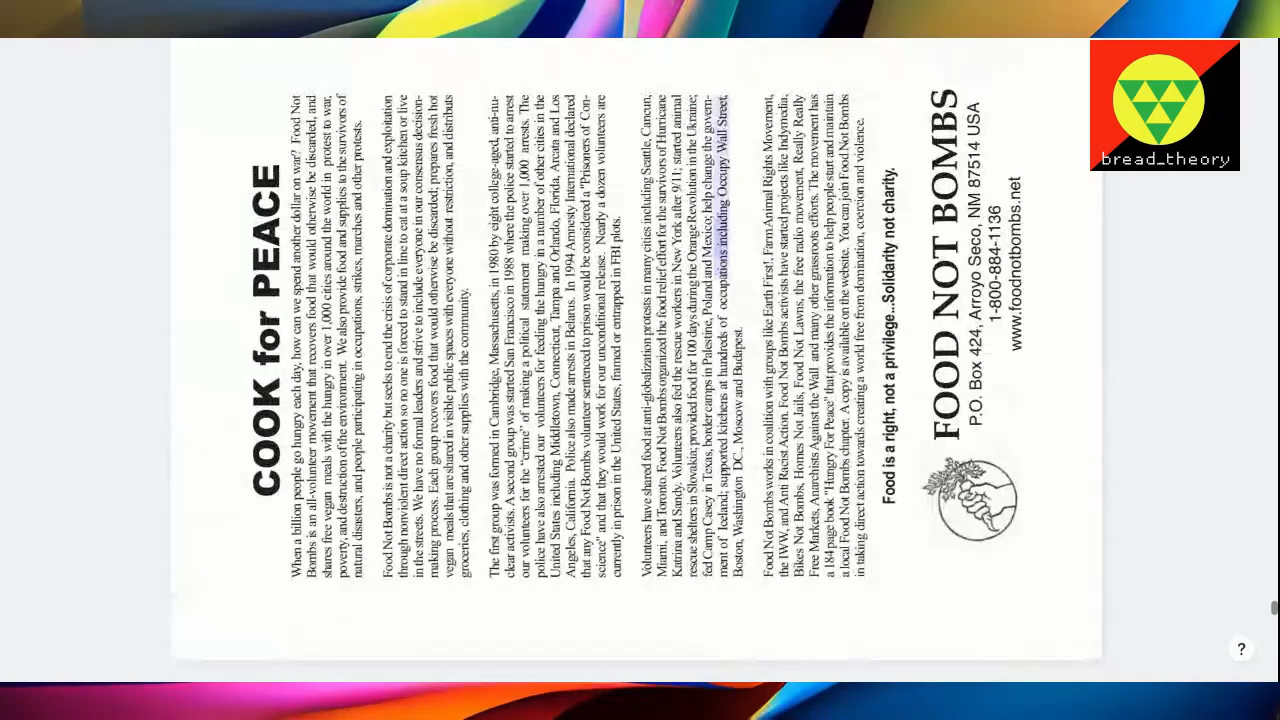 COOK for PEACE
When a billion people go hungry each day, how can we spend another dollar on war? Food Not
Bombs is an all-volunteer movement that recovers food that would otherwise be discarded, and
shares free vegan meals with the hungry in over 1,000 cities around the world in protest to war,
poverty, and destruction of the environment. We also provide food and supplies to the survivors of
natural disasters, and people participating in occupations, strikes, marches and other protests.
Food Not Bombs is not a charity but seeks to end the crisis of corporate domination and exploitation
through nonviolent direct action so no one is forced to stand in line to eat at a soup kitchen or live
in the streets. We have no formal leaders and strive to include everyone in our consensus decision-
making process. Each group recovers food that would otherwise be discarded; prepares fresh hot
vegan meals that are shared in visible public spaces with everyone without restriction, and distributs
groceries, clothing and other supplies with the community.
The first group was formed in Cambridge, Massachusetts, in 1980 by eight college-aged, anti-nu-
clear activists. A second group was started San Francisco in 1988 where the police started to arrest
our volunteers for the "crime" of making a political statement making over 1,000 arrests. The
police have also arrested our volunteers for feeding the hungry in a number of other cities in the
United States including Middletown, Connecticut, Tampa and Orlando, Florida, Arcata and Los
Angeles, California. Police also made arrests in Belarus. In 1994 Amnesty International declared
that any Food Not Bombs volunteer sentenced to prison would be considered a "Prisoners of Con-
science" and that they would work for our unconditional release. Nearly a dozen volunteers are
currently in prison in the United States, framed or entrapped in FBI plots.
Volunteers have shared food at anti-globalization protests in many cities including Seattle, Cancun,
Miami, and Toronto. Food Not Bombs organized the food relief effort for the survivors of Hurricane
Katrina and Sandy. Volunteers also fed the rescue workers in New York after 9/11; started animal
rescue shelters in Slovakia; provided food for 100 days during the Orange Revolution in the Ukraine;
fed Camp Casey in Texas, border camps in Palestine, Poland and Mexico; help change the govern-
ment of Iceland; supported kitchens at hundreds of occupations including Occupy Wall Street,
Boston, Washington DC., Moscow and Budapest.
Food Not Bombs works in coalition with groups like Earth First!, Farm Animal Rights Movement,
the IWW, and Anti Racist Action. Food Not Bombs activists have started projects like Indymedia,
Bikes Not Bombs, Homes Not Jails, Food Not Lawns, the free radio movement, Really Really
Free Markets, Anarchists Against the Wall and many other grassroots efforts. The movement has
a 184 page book "Hungry For Peace" that provides the information to help people start and maintain
a local Food Not Bombs chapter. A copy is available on the website. You can join Food Not Bombs
in taking direct action towards creating a world free from domination, coercion and violence.
Food is a right, not a privilege...Solidarity not charity.
FOOD NOT BOMBS
P.O. Box 424, Arroyo Seco, NM 87514 USA
1-800-884-1136
www.foodnotbombs.net
bread_theory
?